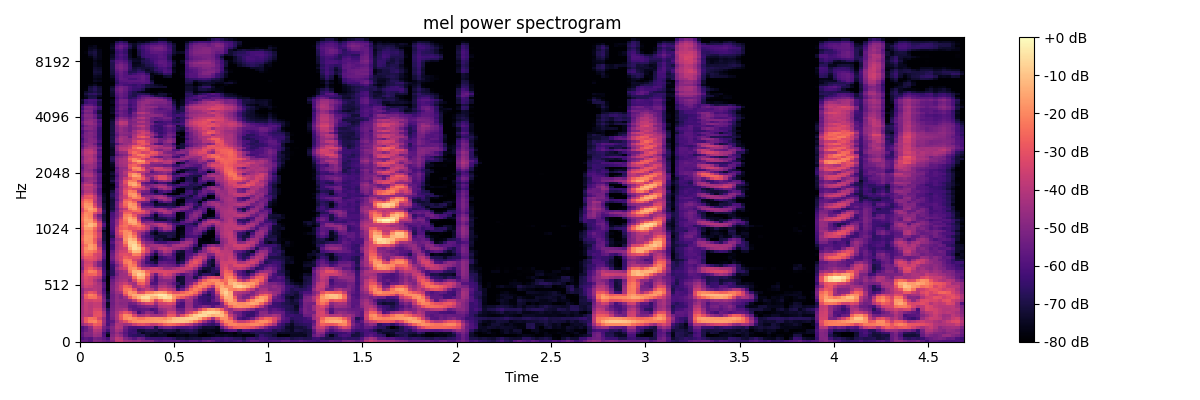 mel power spectrogram
+0 dB
8192
-10 dB
4096
-20 dB
-30 dB
2048
Hz
-40 dB
1024
-50 dB
-60 dB
512
-70 dB
0
-80 dB
0 0.5 1 1.5 2 2.5 3 3.5 4 4.5
Time